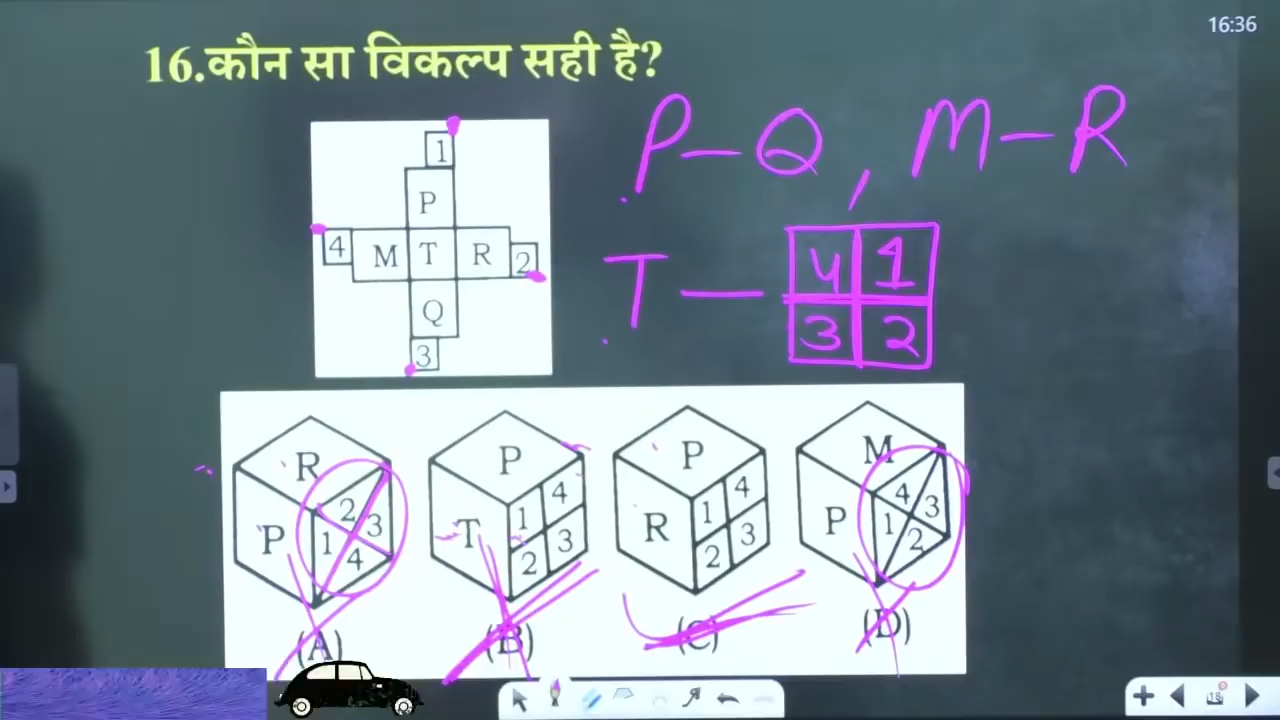 16:36
16.कौन सा विकल्प सही है?
P-Q, M-R
1
P
4 M T R 2
Q
3
T- 4 1
3 2
R
P 1 2 3 4
(A)
P
T 1 4
2 3
(B)
P
R 1 4
2 3
(C)
M
P 1 4 3 2
(D)
18